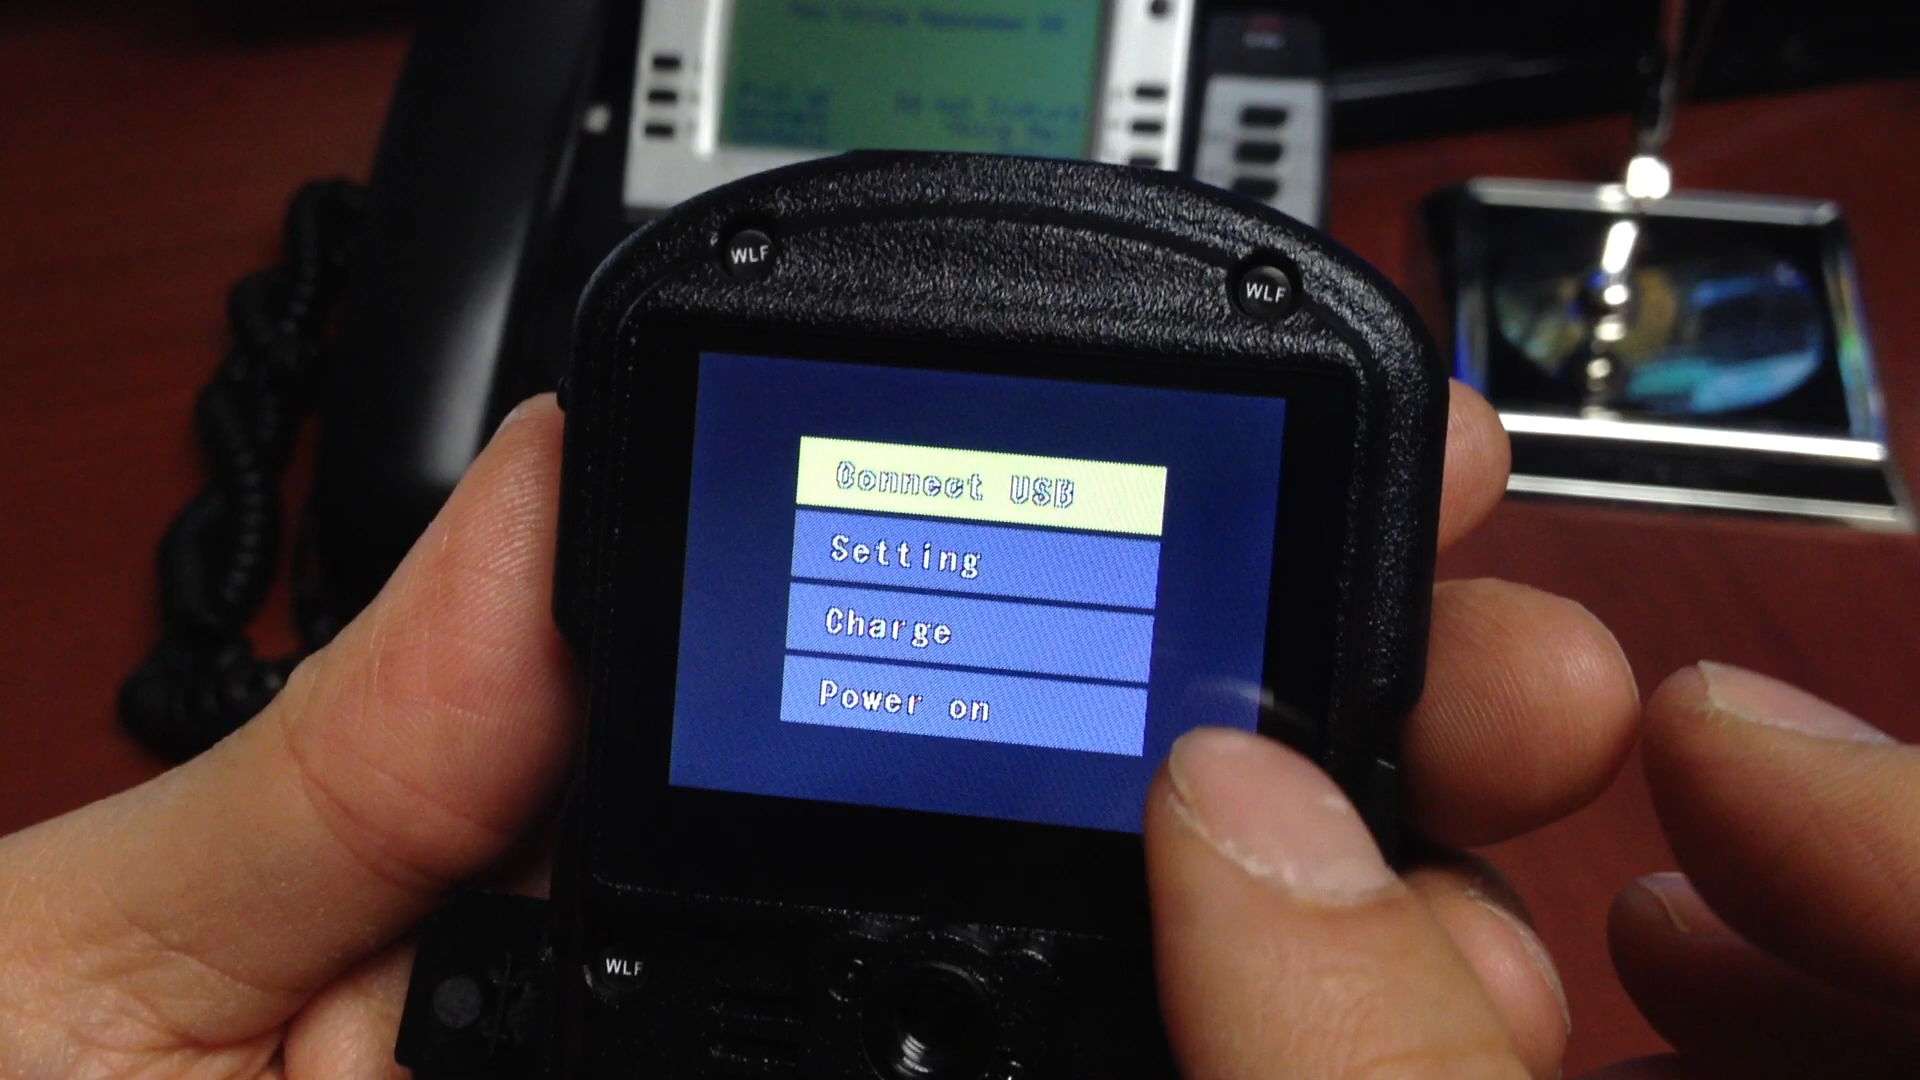 WLF
WLF
Connect USB
Setting
Charge
Power on
WLF